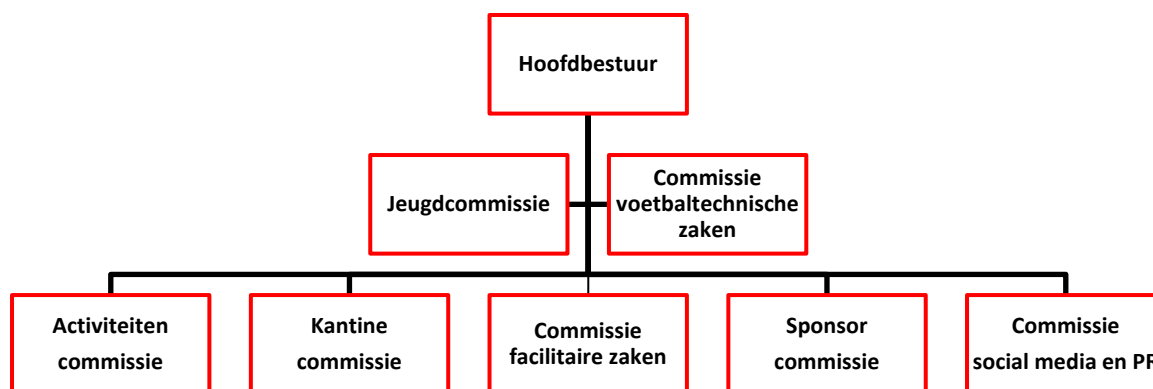 Hoofdbestuur
Jeugdcommissie
Commissie
voetbaltechnische
zaken
Activiteiten
commissie
Kantine
commissie
Commissie
facilitaire zaken
Sponsor
commissie
Commissie
social media en